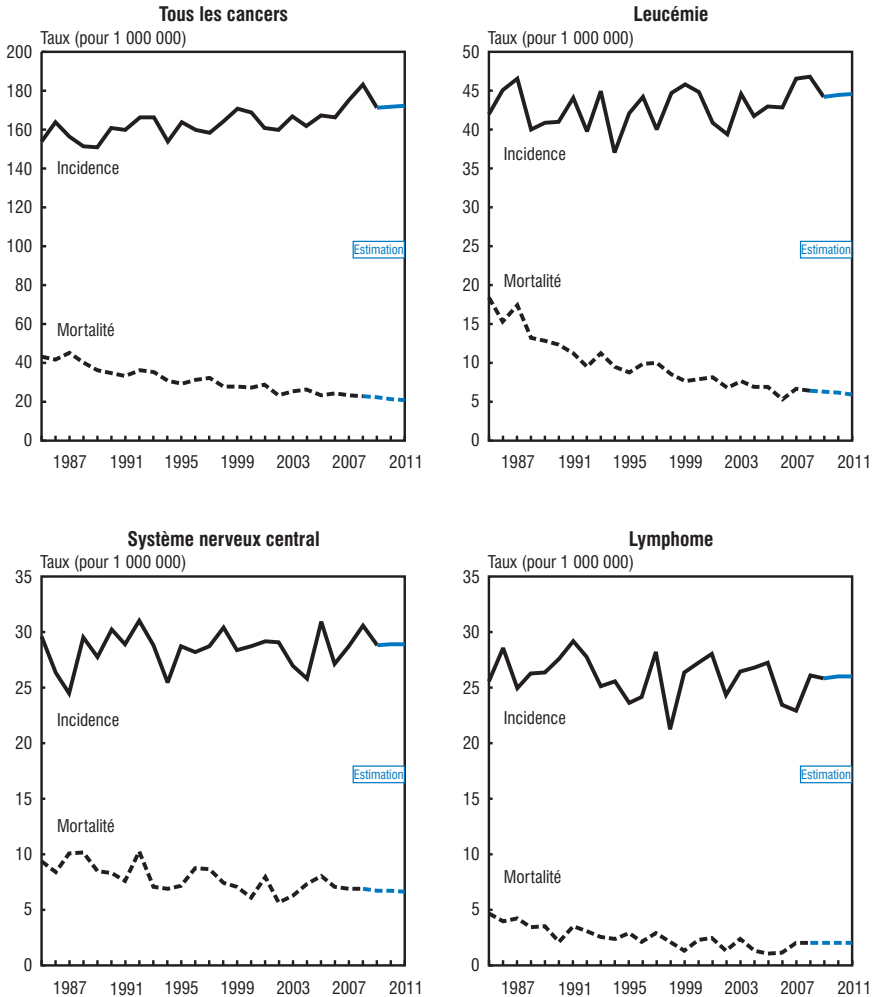 Tous les cancers
Taux (pour 1 000 000)
200
180
160
140
120
100
80
60
40
20
0
Incidence
Estimation
Mortalité
1987 1991 1995 1999 2003 2007 2011
Leucémie
Taux (pour 1 000 000)
50
45
40
35
30
25
20
15
10
5
0
Incidence
Estimation
Mortalité
1987 1991 1995 1999 2003 2007 2011
Système nerveux central
Taux (pour 1 000 000)
35
30
25
20
15
10
5
0
Incidence
Estimation
Mortalité
1987 1991 1995 1999 2003 2007 2011
Lymphome
Taux (pour 1 000 000)
35
30
25
20
15
10
5
0
Incidence
Estimation
Mortalité
1987 1991 1995 1999 2003 2007 2011